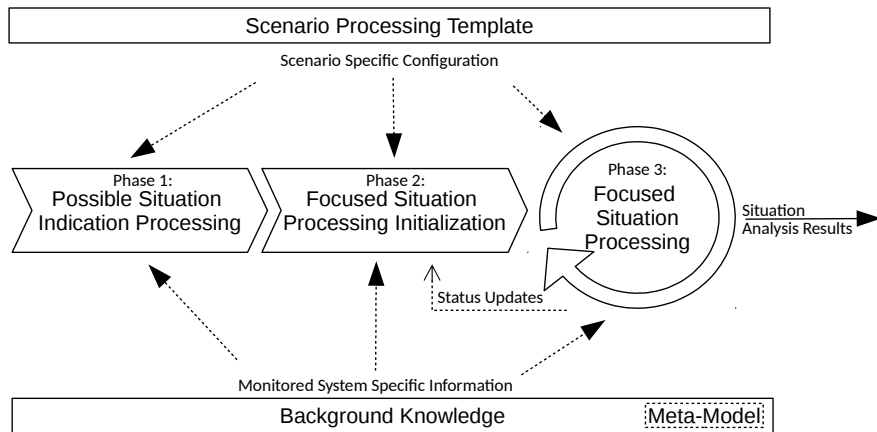 Scenario Processing Template
Scenario Specific Configuration
Phase 1:
Possible Situation
Indication Processing
Phase 2:
Focused Situation
Processing Initialization
Phase 3:
Focused
Situation
Processing
Situation
Analysis Results
Status Updates
Monitored System Specific Information
Background Knowledge
Meta-Model